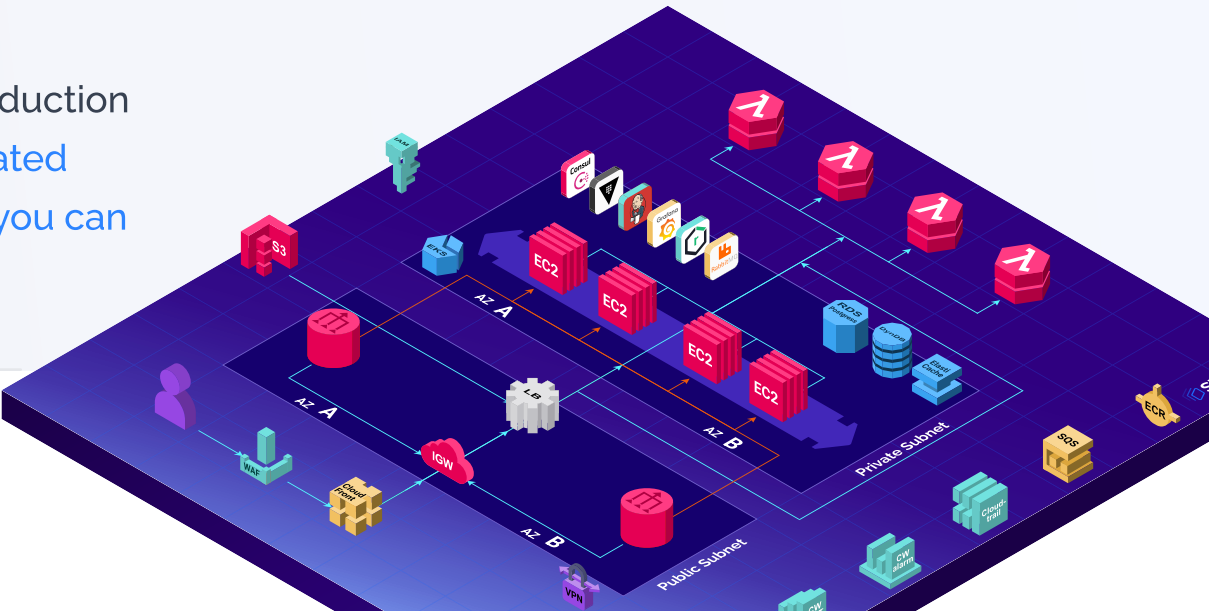 duction
ated
you can
IAM
S3
Consul
Grafana
r
RabbitMQ
EKS
EC2
EC2
EC2
EC2
AZ A
RDS
Postgress
DynDB
Elasti
Cache
LB
AZ A
AZ B
Private Subnet
ECR
S
SQS
IGW
WAF
Cloud
Front
Cloud-
trail
AZ B
Public Subnet
CW
alarm
VPN
CW